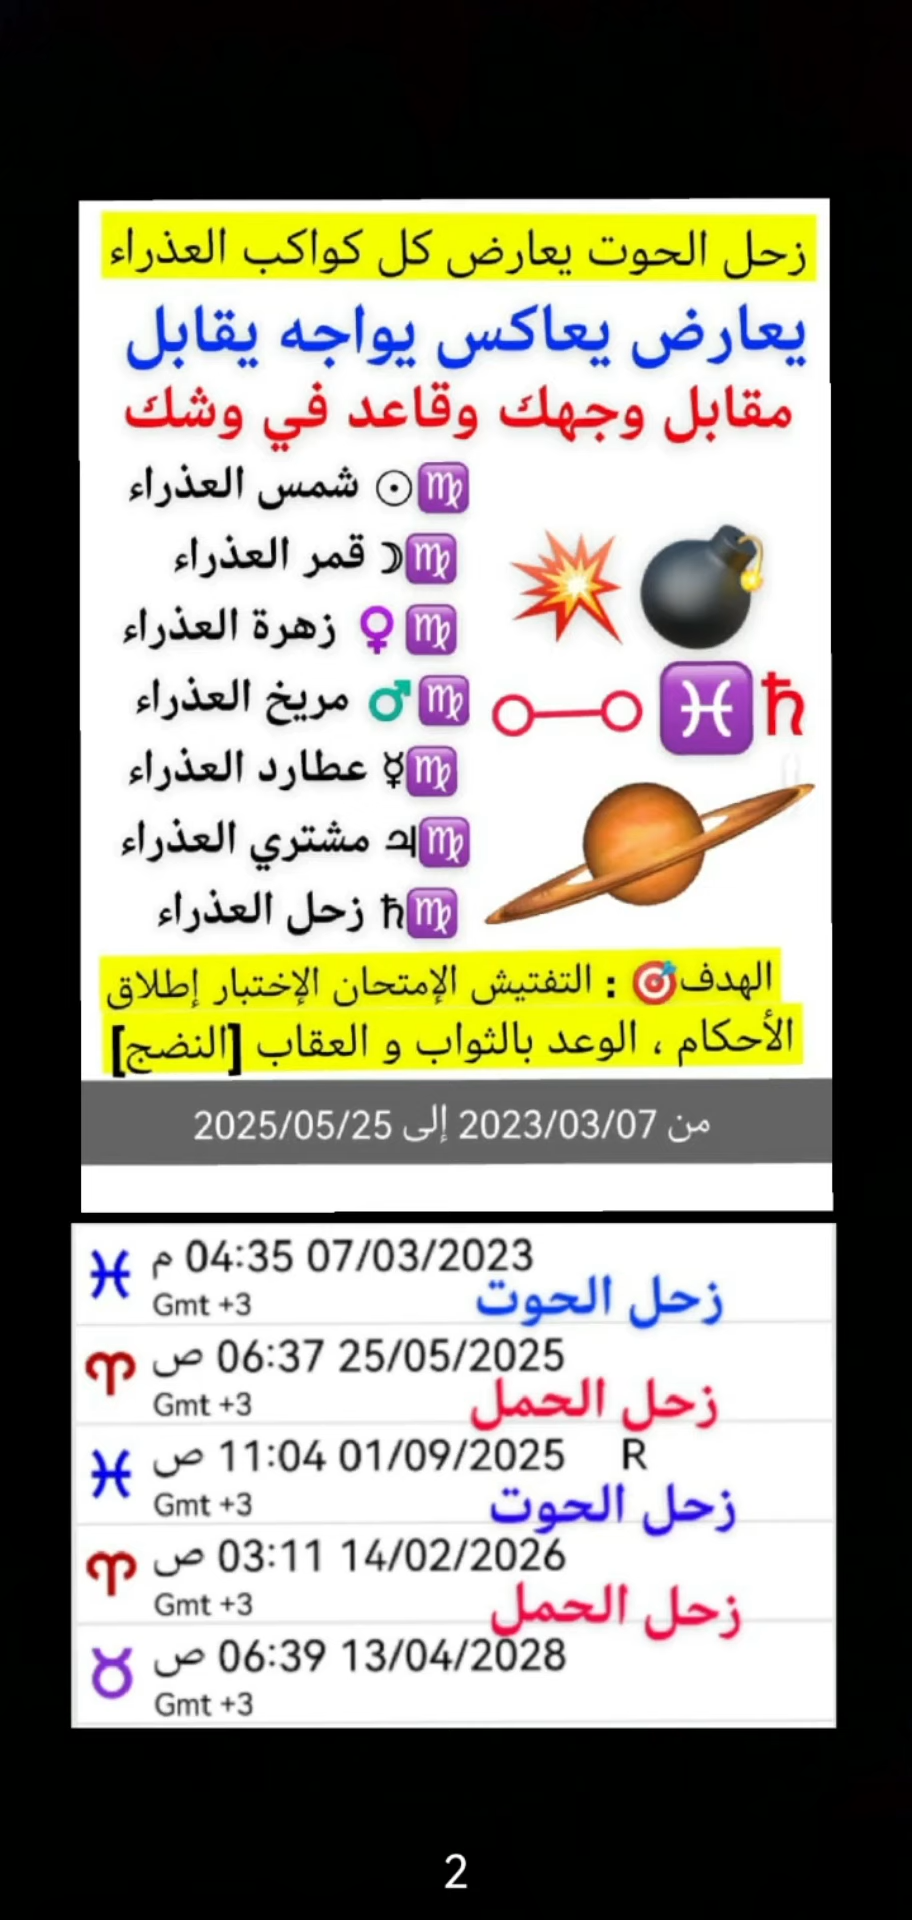 زحل الحوت يعارض كل كواكب العذراء
يعارض يعاكس يواجه يقابل
مقابل وجهك وقاعد في وشك
♍☉ شمس العذراء
♍☽ قمر العذراء
♍♀ زهرة العذراء
♍♂ مريخ العذراء
♄♓☍
♍☿ عطارد العذراء
♍♃ مشتري العذراء
♍♄ زحل العذراء
الهدف🎯 : التفتيش الإمتحان الإختبار إطلاق
الأحكام ، الوعد بالثواب و العقاب [النضج]
من 2023/03/07 إلى 2025/05/25
♓ 07/03/2023 04:35 م
Gmt +3 زحل الحوت
♈ 25/05/2025 06:37 ص
Gmt +3 زحل الحمل
♓ 01/09/2025 11:04 ص R
Gmt +3 زحل الحوت
♈ 14/02/2026 03:11 ص
Gmt +3 زحل الحمل
♉ 13/04/2028 06:39 ص
Gmt +3
2